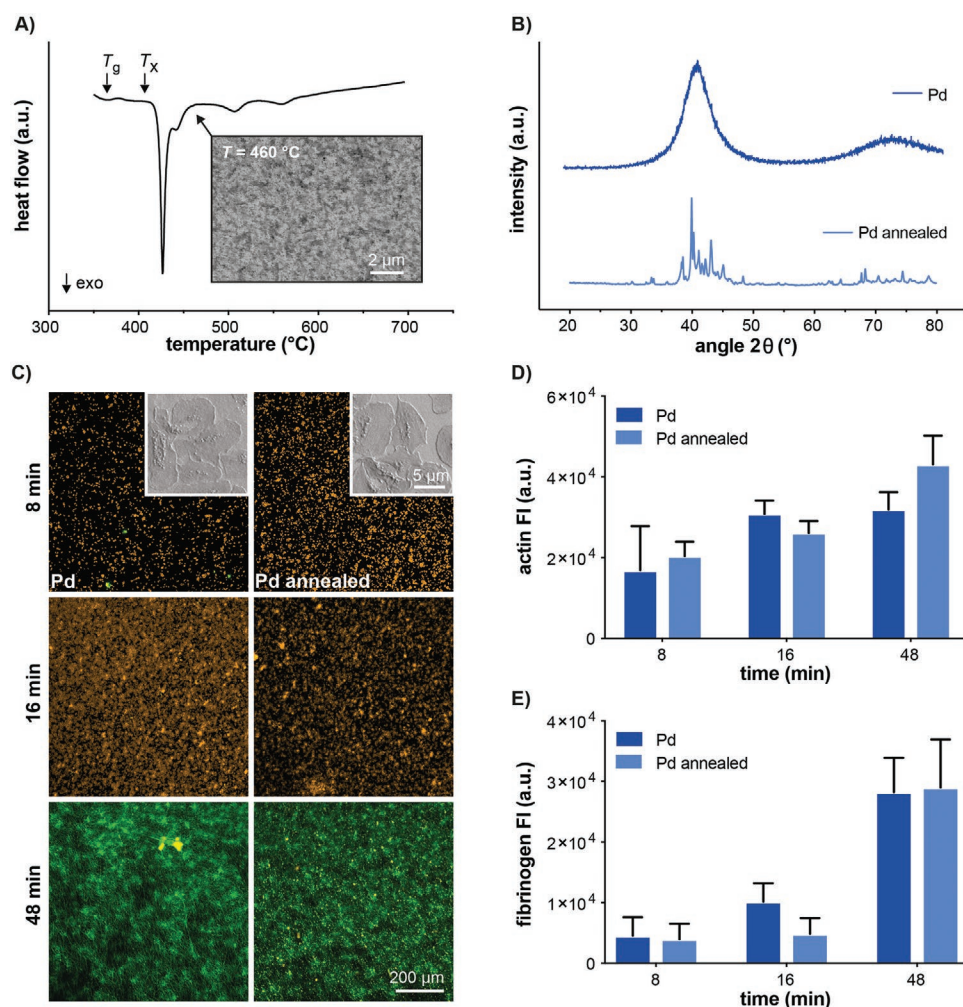 A)
Tg
Tx
heat flow (a.u.)
T = 460 °C
2 μm
exo
300
400
500
600
700
temperature (°C)
B)
intensity (a.u.)
Pd
Pd annealed
20
30
40
50
60
70
80
angle 2θ (°)
C)
8 min
Pd
Pd annealed
5 μm
16 min
48 min
200 μm
D)
actin FI (a.u.)
6×10⁴
4×10⁴
2×10⁴
0
Pd
Pd annealed
8
16
48
time (min)
E)
fibrinogen FI (a.u.)
4×10⁴
3×10⁴
2×10⁴
1×10⁴
0
Pd
Pd annealed
8
16
48
time (min)